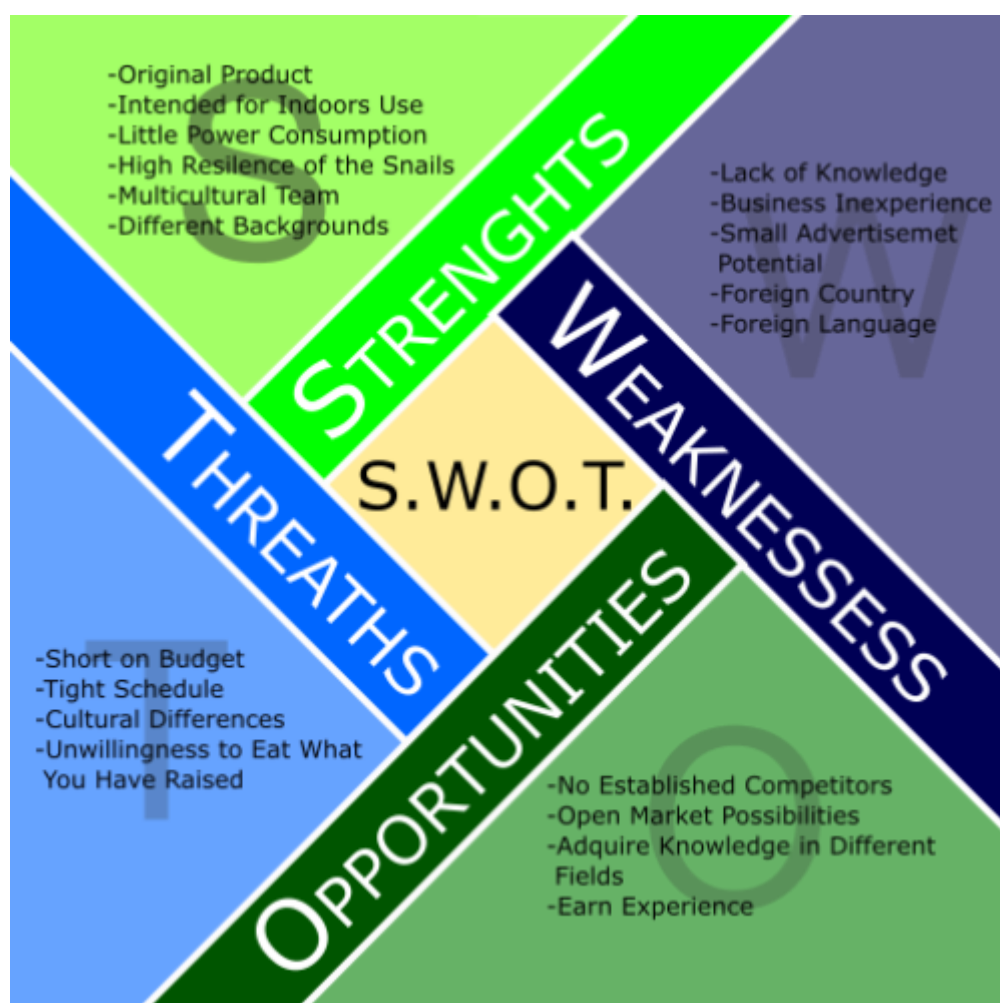 S
-Original Product
-Intended for Indoors Use
-Little Power Consumption
-High Resilence of the Snails
-Multicultural Team
-Different Backgrounds
STRENGHTS
W
-Lack of Knowledge
-Business Inexperience
-Small Advertisemet
Potential
-Foreign Country
-Foreign Language
WEAKNESSESS
S.W.O.T.
THREATHS
T
-Short on Budget
-Tight Schedule
-Cultural Differences
-Unwillingness to Eat What
You Have Raised
OPPORTUNITIES
O
-No Established Competitors
-Open Market Possibilities
-Adquire Knowledge in Different
Fields
-Earn Experience